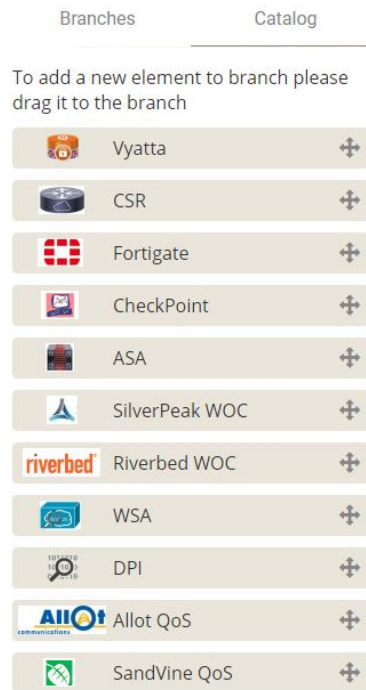 Branches Catalog
To add a new element to branch please
drag it to the branch
Vyatta
CSR
Fortigate
CheckPoint
ASA
SilverPeak WOC
riverbed Riverbed WOC
WSA
DPI
Allot communications Allot QoS
SandVine QoS